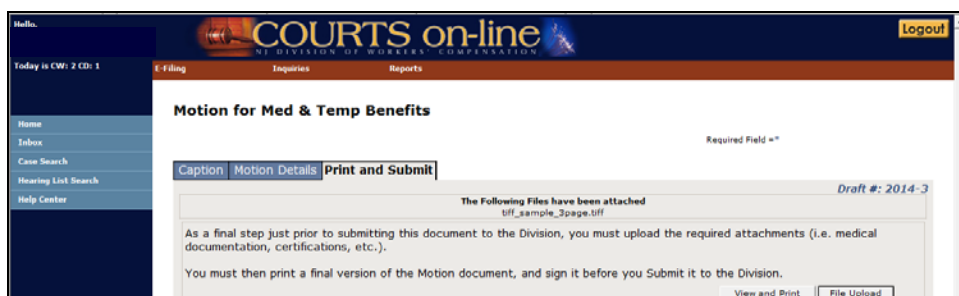 Hello.
COURTS on-line
NJ DIVISION OF WORKERS' COMPENSATION
Logout
Today is CW: 2 CD: 1
E-Filing Inquiries Reports
Motion for Med & Temp Benefits
Required Field =*
Home
Inbox
Case Search
Hearing List Search
Help Center
Caption Motion Details Print and Submit
Draft #: 2014-3
The Following Files have been attached
tiff_sample_3page.tiff
As a final step just prior to submitting this document to the Division, you must upload the required attachments (i.e. medical
documentation, certifications, etc.).
You must then print a final version of the Motion document, and sign it before you Submit it to the Division.
View and Print File Upload